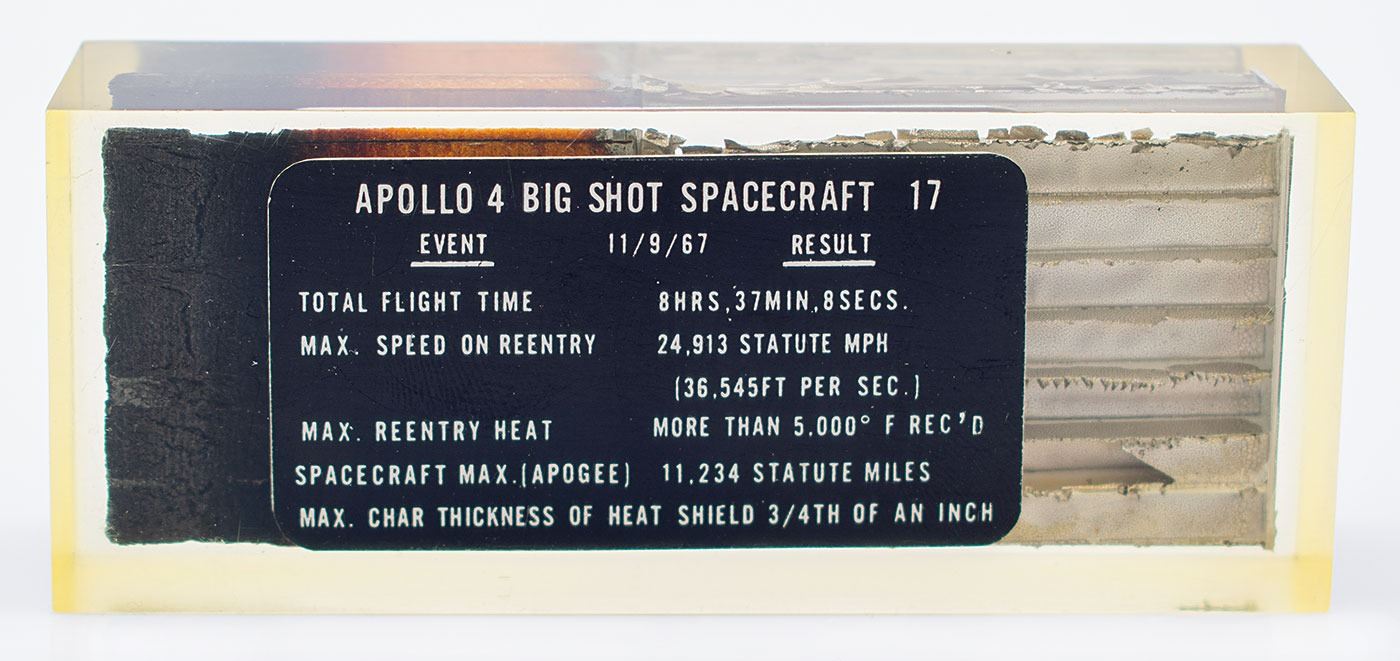 APOLLO 4 BIG SHOT SPACECRAFT 17
EVENT 11/9/67 RESULT
TOTAL FLIGHT TIME 8HRS,37MIN,8SECS.
MAX. SPEED ON REENTRY 24,913 STATUTE MPH
(36,545FT PER SEC.)
MAX. REENTRY HEAT MORE THAN 5,000° F REC'D
SPACECRAFT MAX.(APOGEE) 11,234 STATUTE MILES
MAX. CHAR THICKNESS OF HEAT SHIELD 3/4TH OF AN INCH